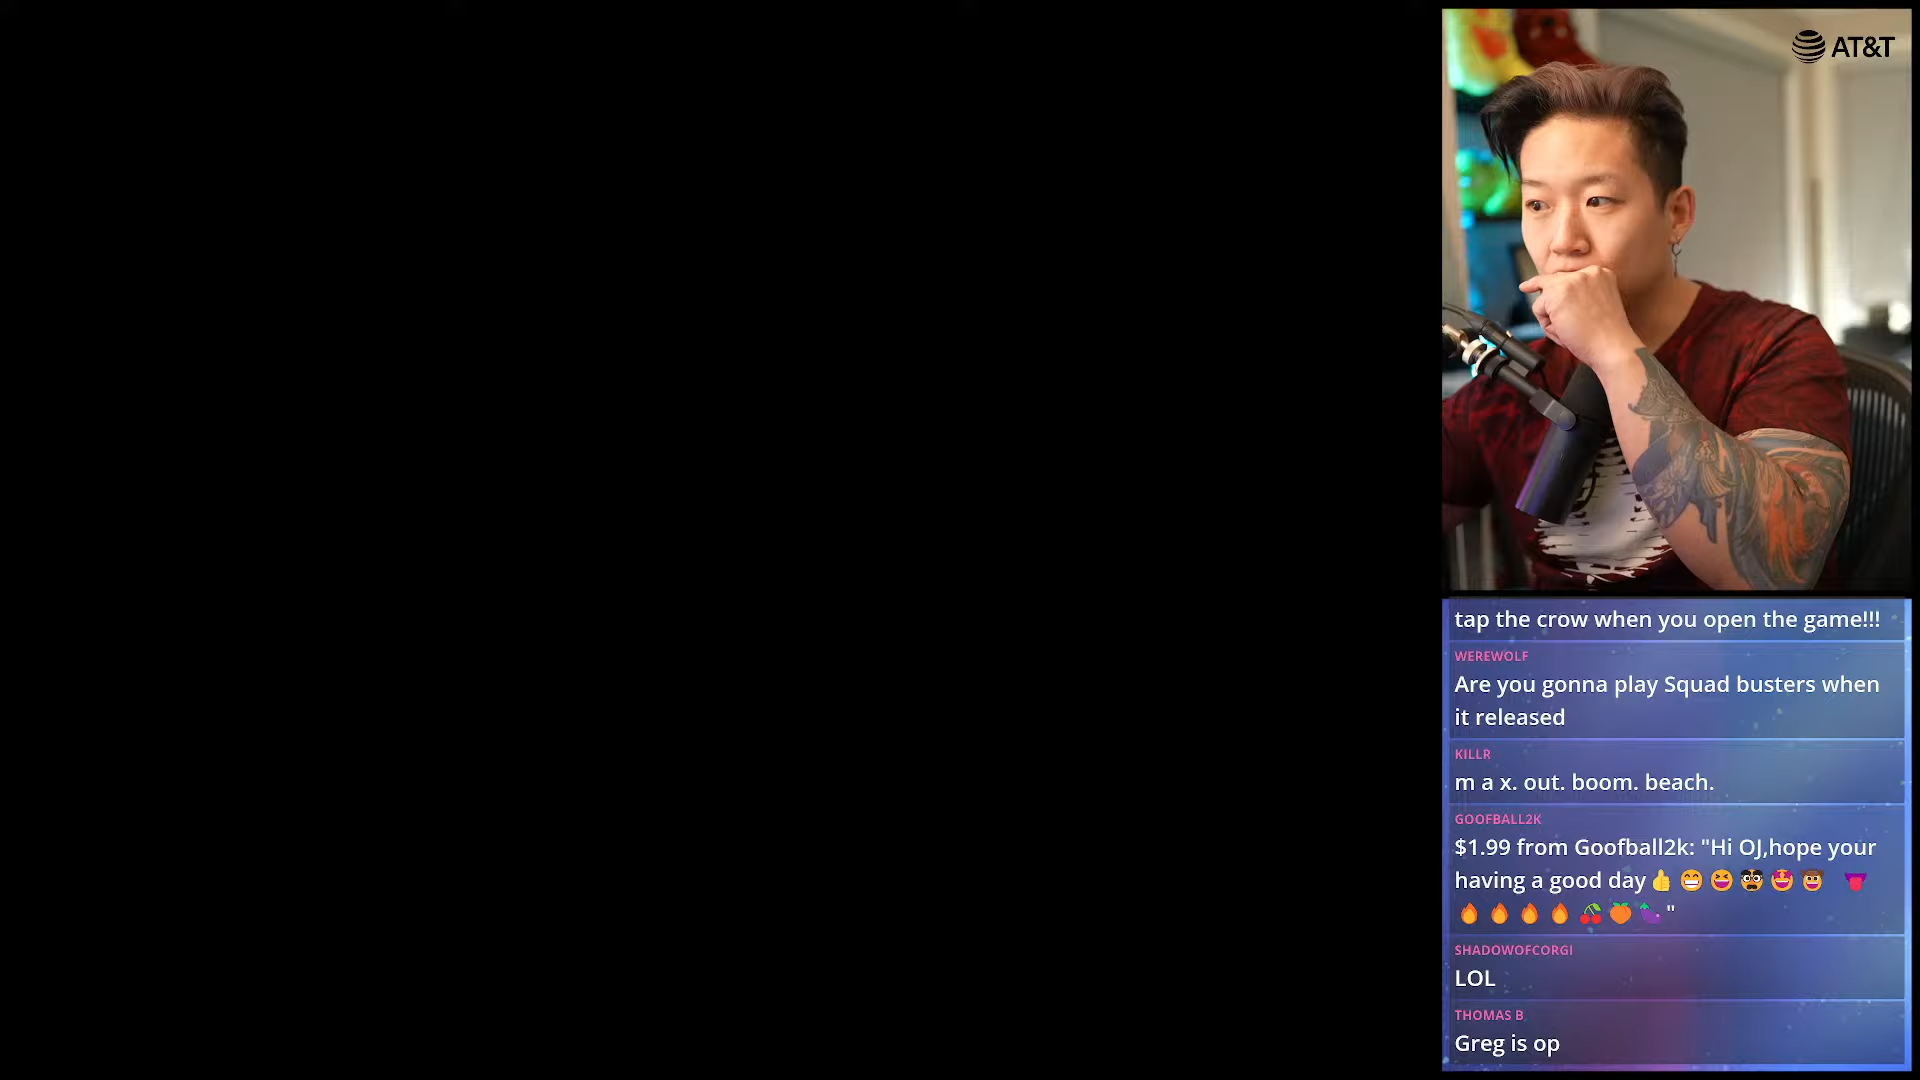 AT&T
tap the crow when you open the game!!!
WEREWOLF
Are you gonna play Squad busters when
it released
KILLR
m a x. out. boom. beach.
GOOFBALL2K
$1.99 from Goofball2k: "Hi OJ,hope your
having a good day👍😁😆🥸🤩🤠👅
🔥🔥🔥🔥🍒🍑🍆"
SHADOWOFCORGI
LOL
THOMAS B
Greg is op